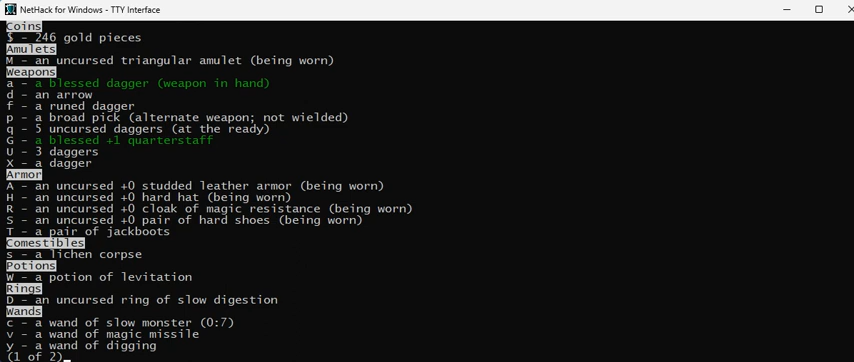 NetHack for Windows - TTY Interface
Coins
$ - 246 gold pieces
Amulets
M - an uncursed triangular amulet (being worn)
Weapons
a - a blessed dagger (weapon in hand)
d - an arrow
f - a runed dagger
p - a broad pick (alternate weapon; not wielded)
q - 5 uncursed daggers (at the ready)
G - a blessed +1 quarterstaff
U - 3 daggers
X - a dagger
Armor
A - an uncursed +0 studded leather armor (being worn)
H - an uncursed +0 hard hat (being worn)
R - an uncursed +0 cloak of magic resistance (being worn)
S - an uncursed +0 pair of hard shoes (being worn)
T - a pair of jackboots
Comestibles
s - a lichen corpse
Potions
W - a potion of levitation
Rings
D - an uncursed ring of slow digestion
Wands
c - a wand of slow monster (0:7)
v - a wand of magic missile
y - a wand of digging
(1 of 2)